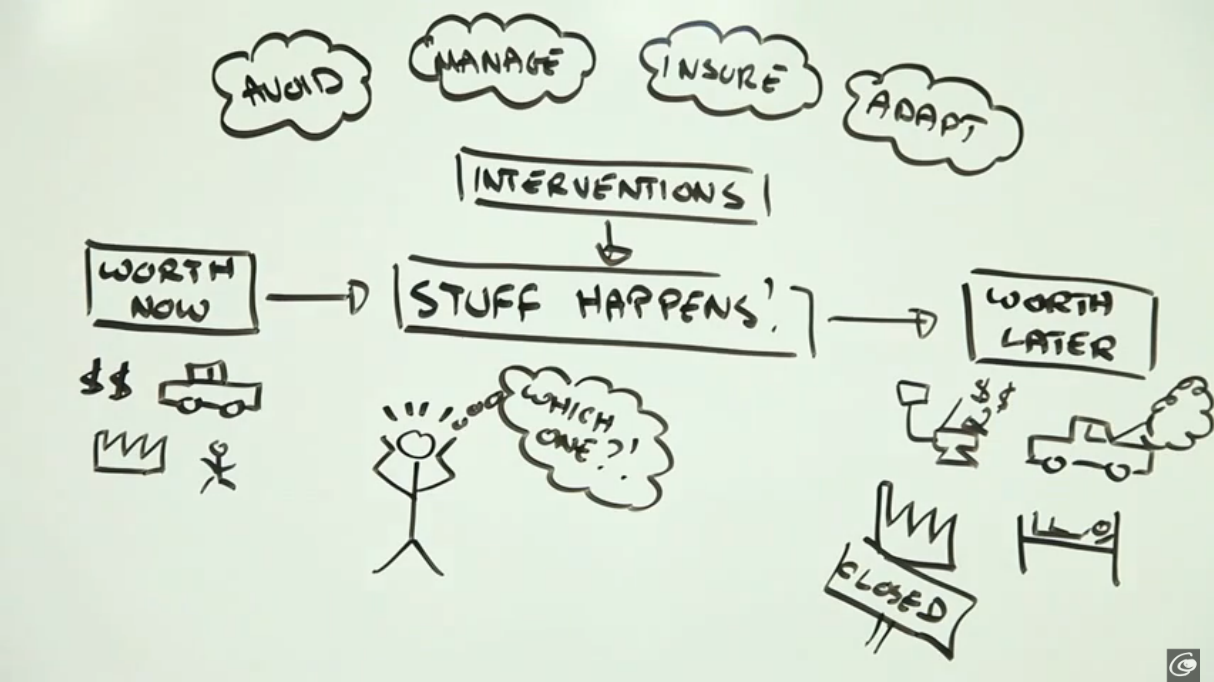 AVOID
MANAGE
INSURE
ADAPT
INTERVENTIONS
WORTH
NOW
STUFF HAPPENS!
WORTH
LATER
$$
WHICH
ONE?!
$$
CLOSED